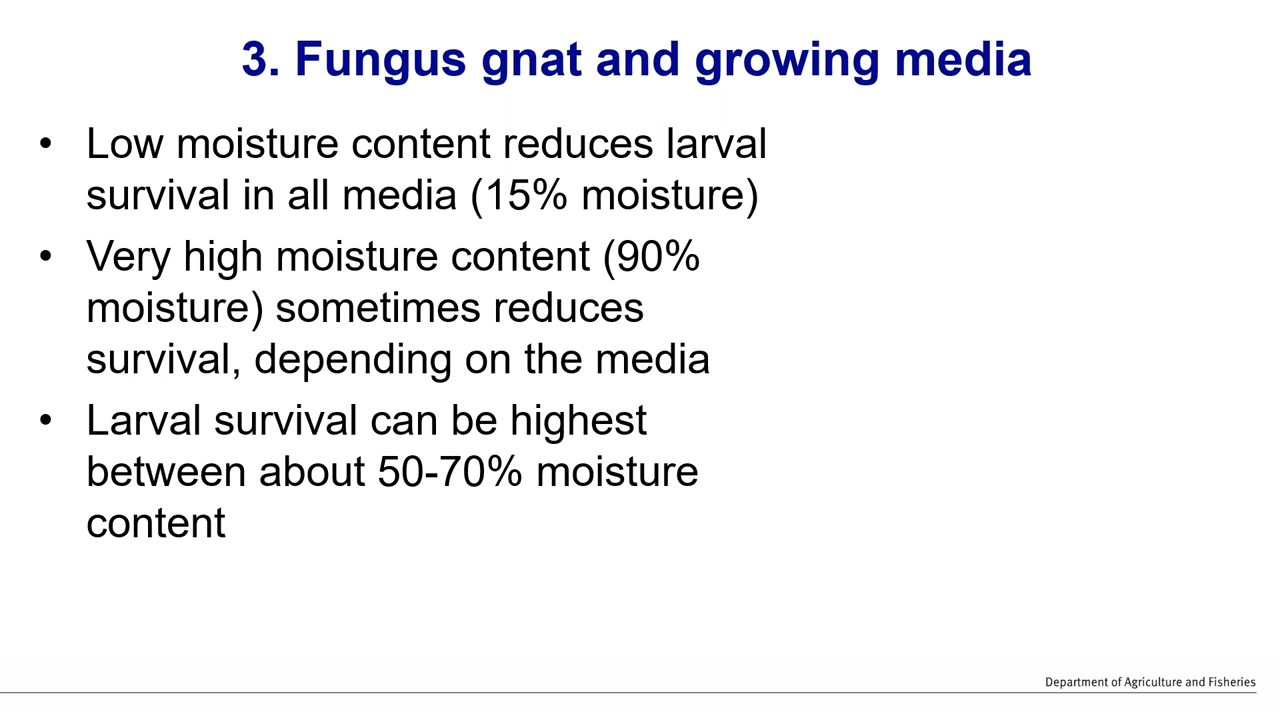 3. Fungus gnat and growing media
• Low moisture content reduces larval
survival in all media (15% moisture)
• Very high moisture content (90%
moisture) sometimes reduces
survival, depending on the media
• Larval survival can be highest
between about 50-70% moisture
content
Department of Agriculture and Fisheries